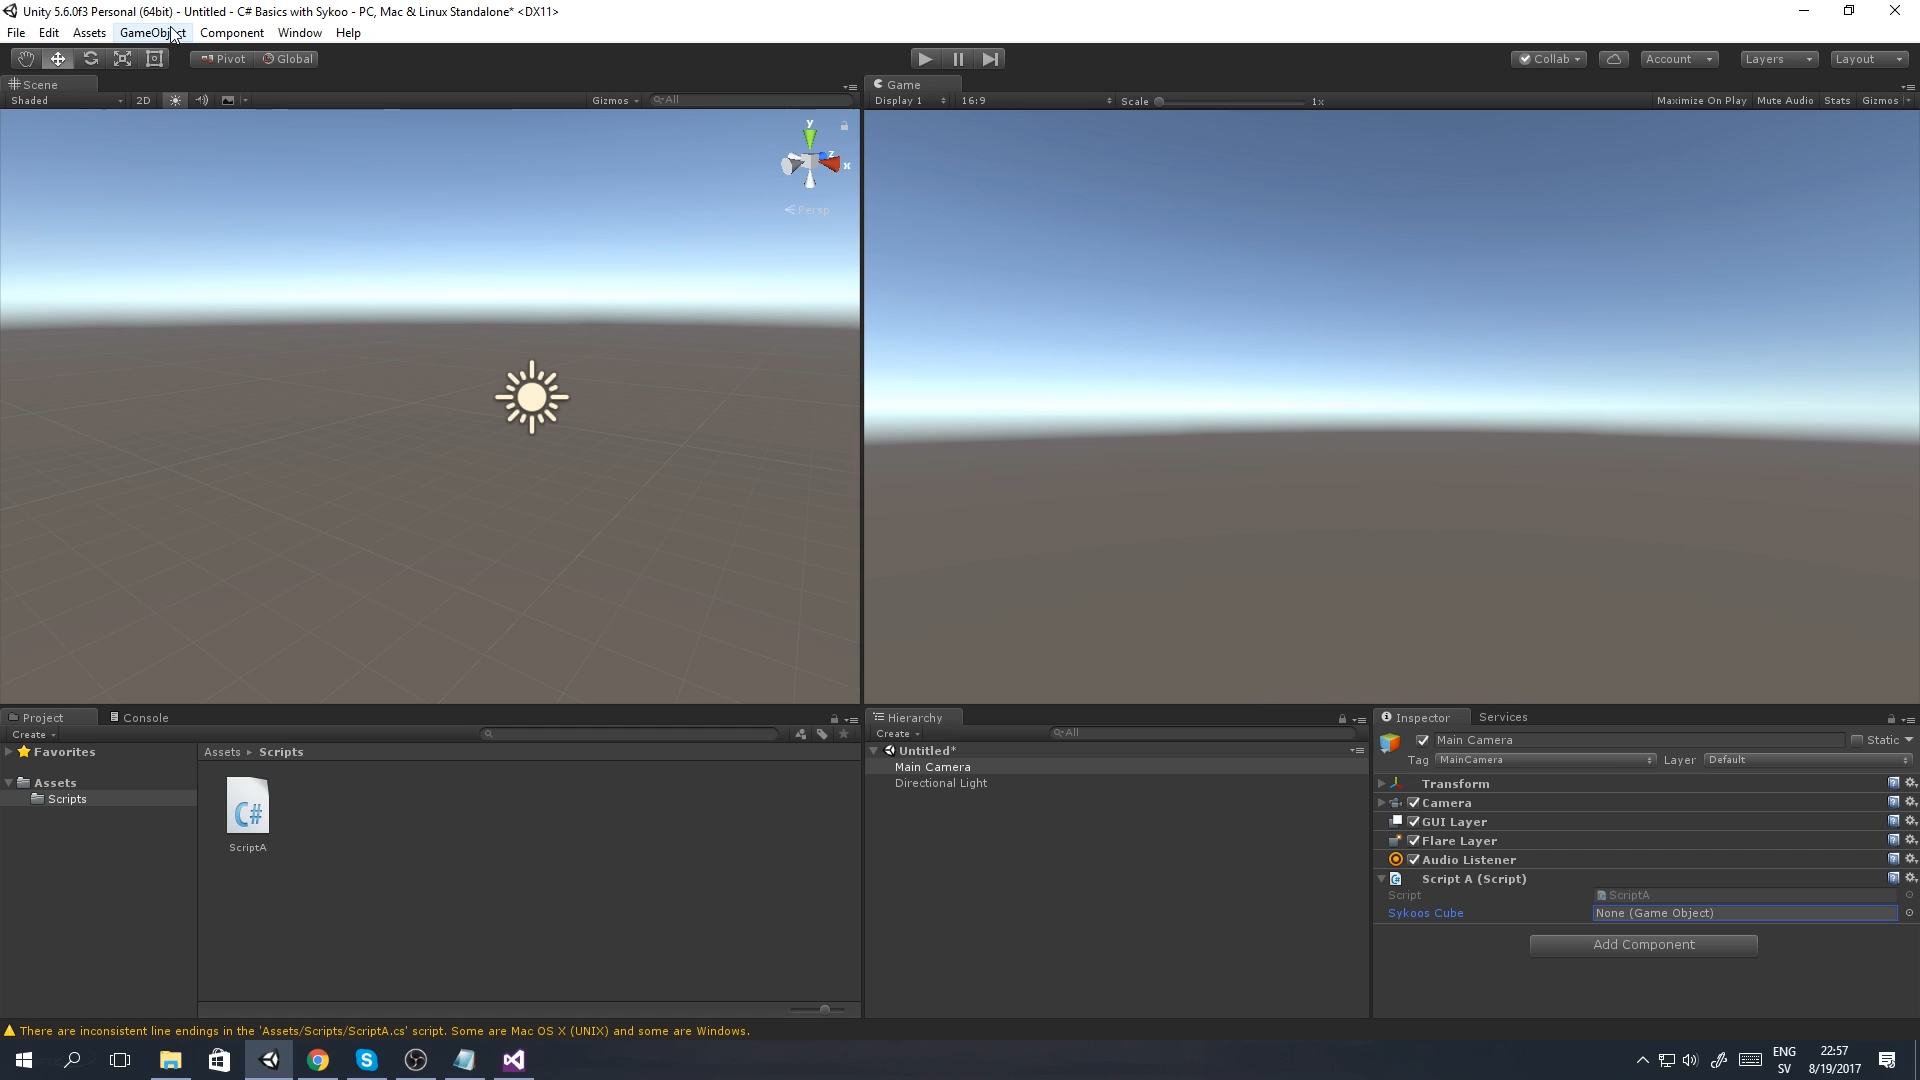 Unity 5.6.0f3 Personal (64bit) - Untitled - C# Basics with Sykoo - PC, Mac & Linux Standalone* <DX11>
File Edit Assets GameObject Component Window Help
Pivot Global Collab Account Layers Layout
Scene
Shaded 2D Gizmos All
y
z
x
Persp
Game
Display 1 16:9 Scale 1x Maximize On Play Mute Audio Stats Gizmos
Project Console
Create
Favorites
Assets
Scripts
Assets Scripts
C#
ScriptA
Hierarchy
Create All
Untitled*
Main Camera
Directional Light
Inspector Services
Main Camera Static
Tag MainCamera Layer Default
Transform
Camera
GUI Layer
Flare Layer
Audio Listener
Script A (Script)
Script ScriptA
Sykoos Cube None (Game Object)
Add Component
There are inconsistent line endings in the 'Assets/Scripts/ScriptA.cs' script. Some are Mac OS X (UNIX) and some are Windows.
ENG
SV
22:57
8/19/2017